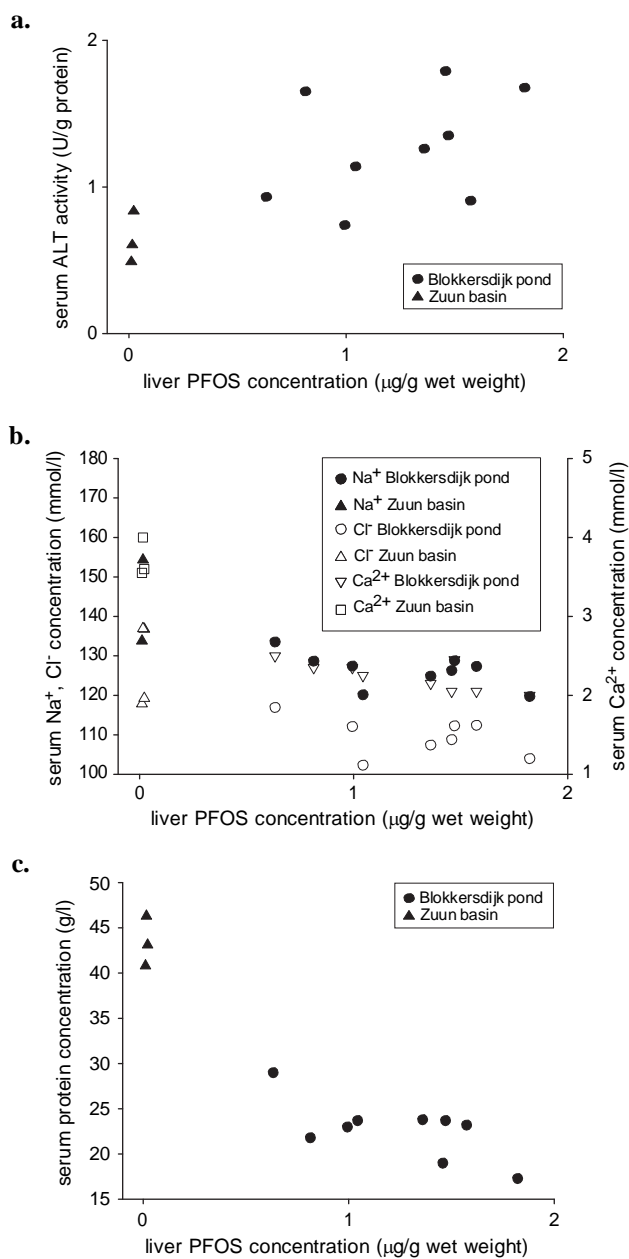 a.
2
1
0
serum ALT activity (U/g protein)
Blokkersdijk pond
Zuun basin
0 1 2
liver PFOS concentration (μg/g wet weight)
b.
180
170
160
150
140
130
120
110
100
serum Na+, Cl- concentration (mmol/l)
Na+ Blokkersdijk pond
Na+ Zuun basin
Cl- Blokkersdijk pond
Cl- Zuun basin
Ca2+ Blokkersdijk pond
Ca2+ Zuun basin
5
4
3
2
1
serum Ca2+ concentration (mmol/l)
0 1 2
liver PFOS concentration (μg/g wet weight)
c.
50
45
40
35
30
25
20
15
serum protein concentration (g/l)
Blokkersdijk pond
Zuun basin
0 1 2
liver PFOS concentration (μg/g wet weight)